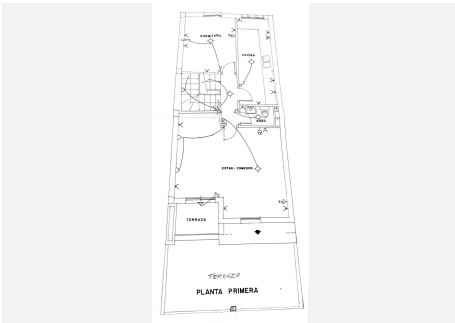 DORMITORIO
COCINA
ASEO
ESTAR-COMEDOR
TERRAZA
TERRAZA
PLANTA PRIMERA